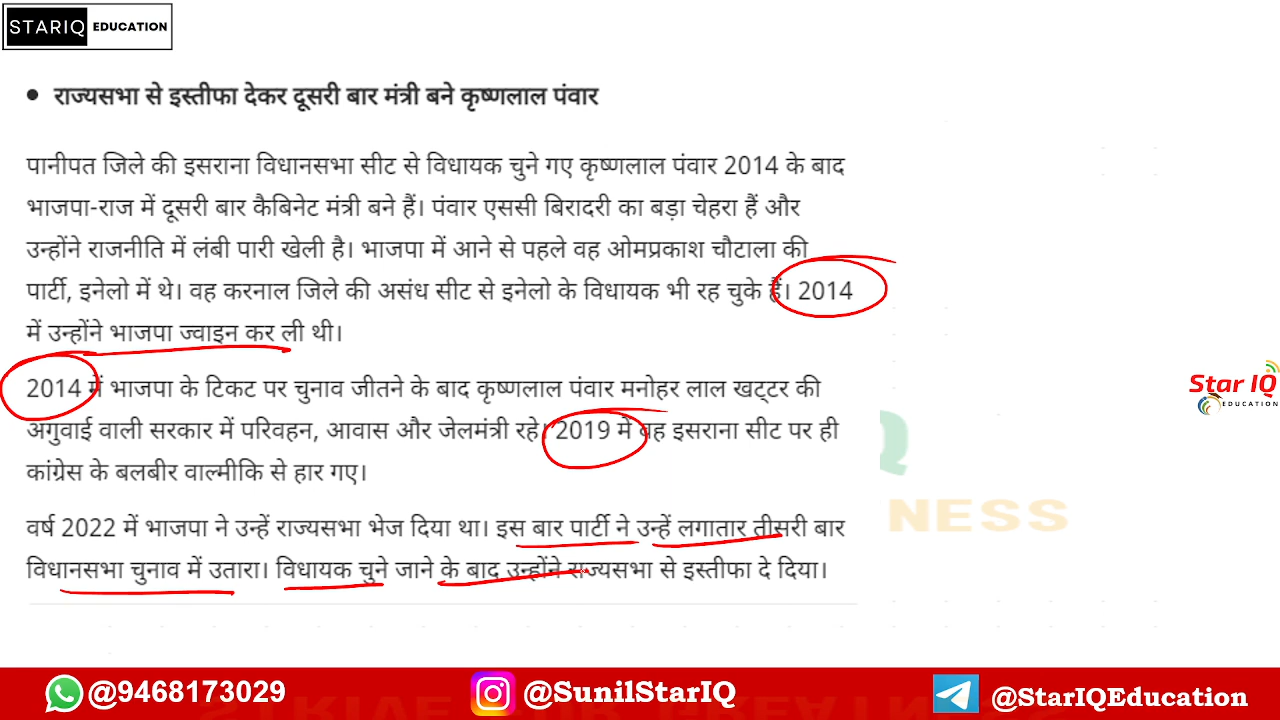 STARIQ EDUCATION
• राज्यसभा से इस्तीफा देकर दूसरी बार मंत्री बने कृष्णलाल पंवार
पानीपत जिले की इसराना विधानसभा सीट से विधायक चुने गए कृष्णलाल पंवार 2014 के बाद
भाजपा-राज में दूसरी बार कैबिनेट मंत्री बने हैं। पंवार एससी बिरादरी का बड़ा चेहरा हैं और
उन्होंने राजनीति में लंबी पारी खेली है। भाजपा में आने से पहले वह ओमप्रकाश चौटाला की
पार्टी, इनेलो में थे। वह करनाल जिले की असंध सीट से इनेलो के विधायक भी रह चुके हैं। 2014
में उन्होंने भाजपा ज्वाइन कर ली थी।
2014 में भाजपा के टिकट पर चुनाव जीतने के बाद कृष्णलाल पंवार मनोहर लाल खट्टर की
अगुवाई वाली सरकार में परिवहन, आवास और जेलमंत्री रहे। 2019 में वह इसराना सीट पर ही
कांग्रेस के बलबीर वाल्मीकि से हार गए।
वर्ष 2022 में भाजपा ने उन्हें राज्यसभा भेज दिया था। इस बार पार्टी ने उन्हें लगातार तीसरी बार
विधानसभा चुनाव में उतारा। विधायक चुने जाने के बाद उन्होंने राज्यसभा से इस्तीफा दे दिया।
Star IQ
EDUCATION
NESS
@9468173029 @SunilStarIQ @StarIQEducation